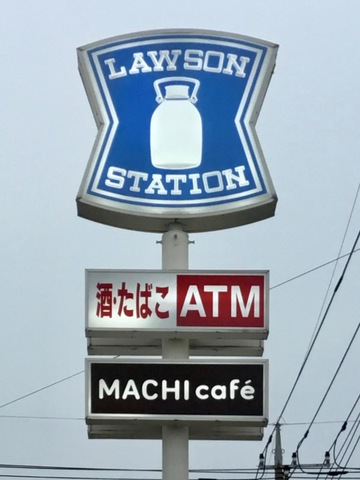 LAWSON
STATION
酒・たばこ ATM
MACHI café